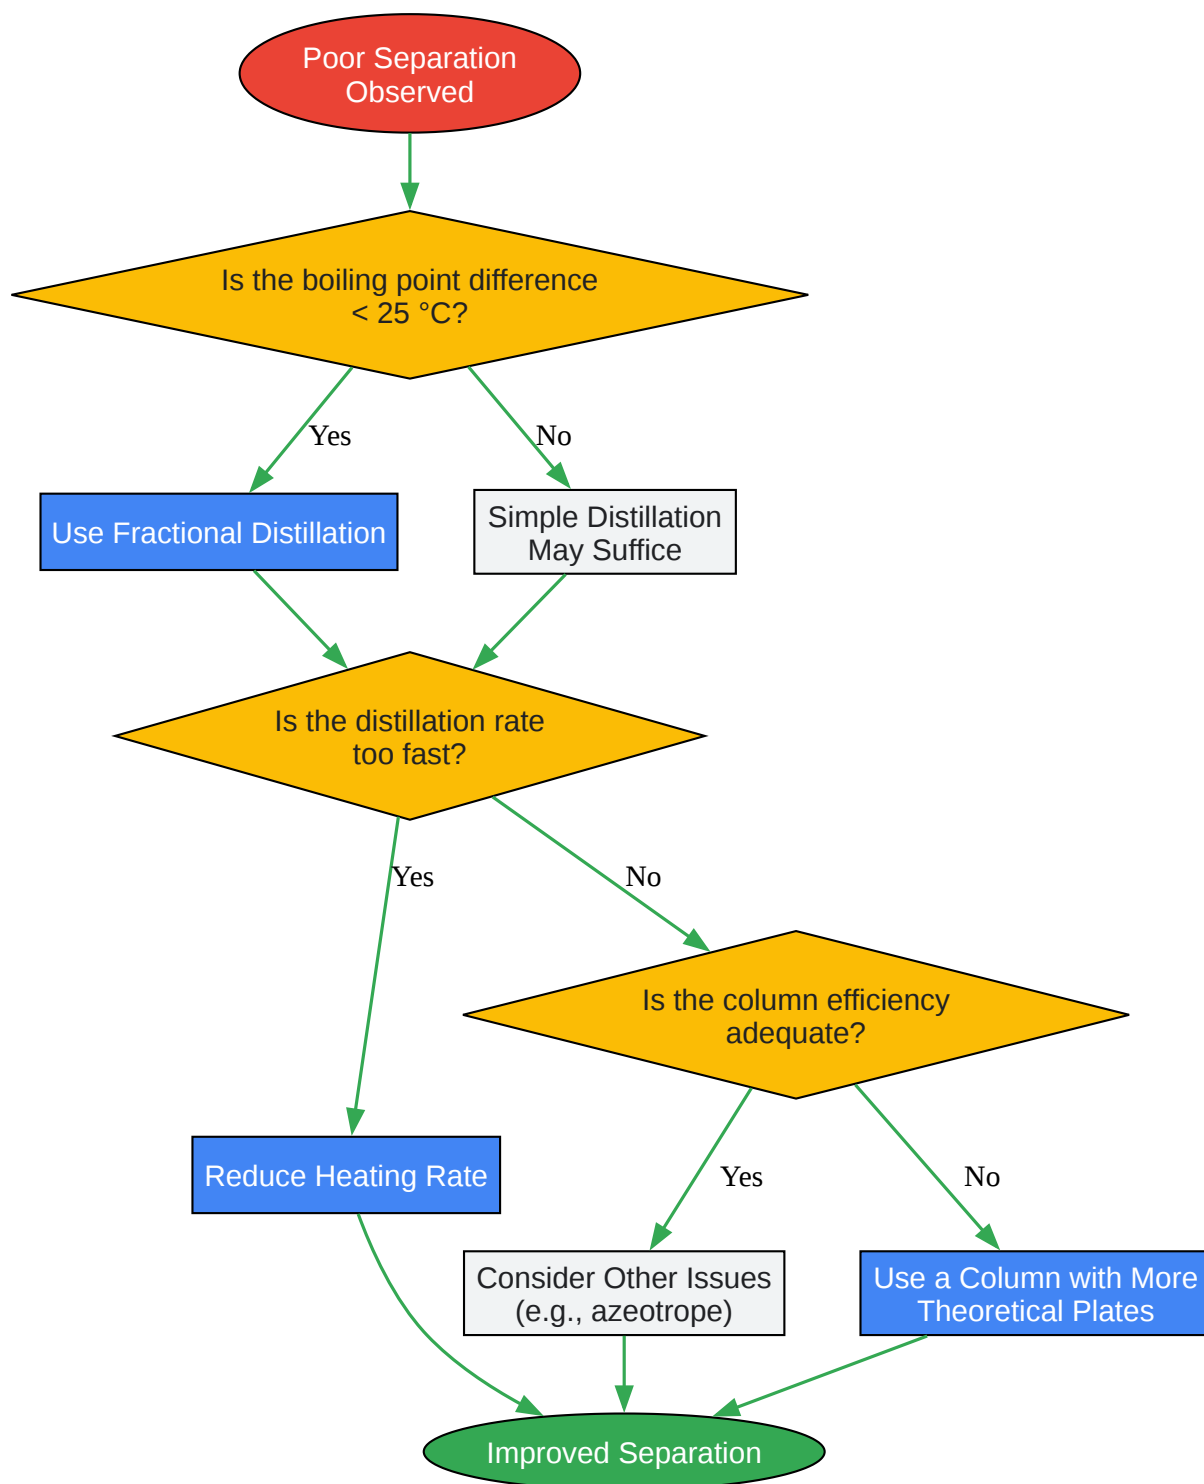 Poor Separation
Observed
Is the boiling point difference
< 25 °C?
Yes
No
Use Fractional Distillation
Simple Distillation
May Suffice
Is the distillation rate
too fast?
Yes
No
Is the column efficiency
adequate?
Reduce Heating Rate
Yes
No
Consider Other Issues
(e.g., azeotrope)
Use a Column with More
Theoretical Plates
Improved Separation